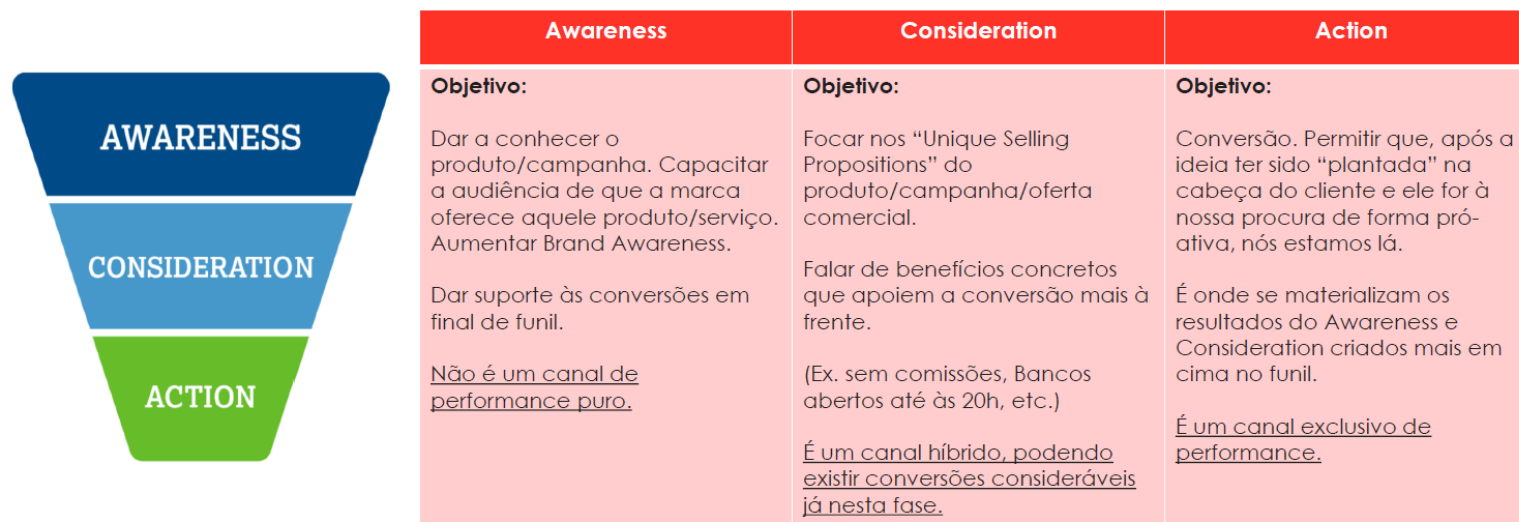 AWARENESS
CONSIDERATION
ACTION
Awareness
Objetivo:
Dar a conhecer o
produto/campanha. Capacitar
a audiência de que a marca
oferece aquele produto/serviço.
Aumentar Brand Awareness.
Dar suporte às conversões em
final de funil.
Não é um canal de
performance puro.
Consideration
Objetivo:
Focar nos “Unique Selling
Propositions” do
produto/campanha/oferta
comercial.
Falar de benefícios concretos
que apoiem a conversão mais à
frente.
(Ex. sem comissões, Bancos
abertos até às 20h, etc.)
É um canal híbrido, podendo
existir conversões consideráveis
já nesta fase.
Action
Objetivo:
Conversão. Permitir que, após a
ideia ter sido “plantada” na
cabeça do cliente e ele for à
nossa procura de forma pró-
ativa, nós estamos lá.
É onde se materializam os
resultados do Awareness e
Consideration criados mais em
cima no funil.
É um canal exclusivo de
performance.